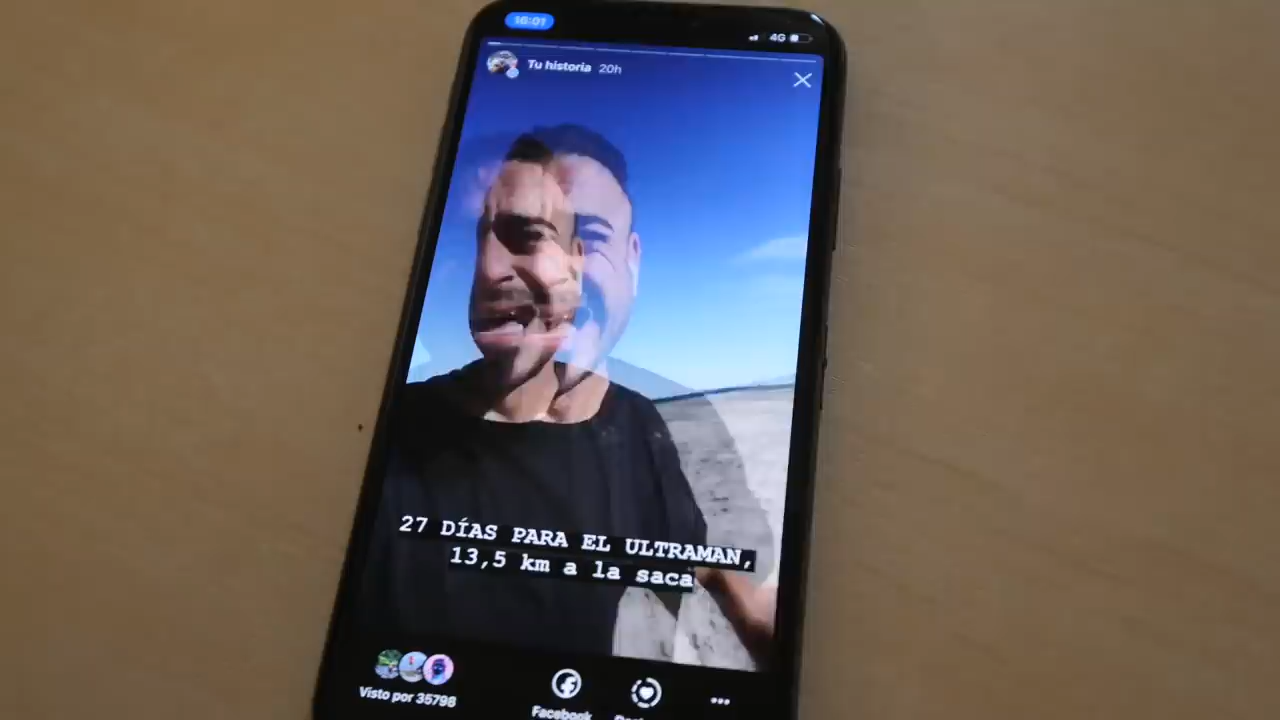 16:01
4G
Tu historia 20h
27 DÍAS PARA EL ULTRAMAN,
13,5 km a la saca
Visto por 35798
Facebook